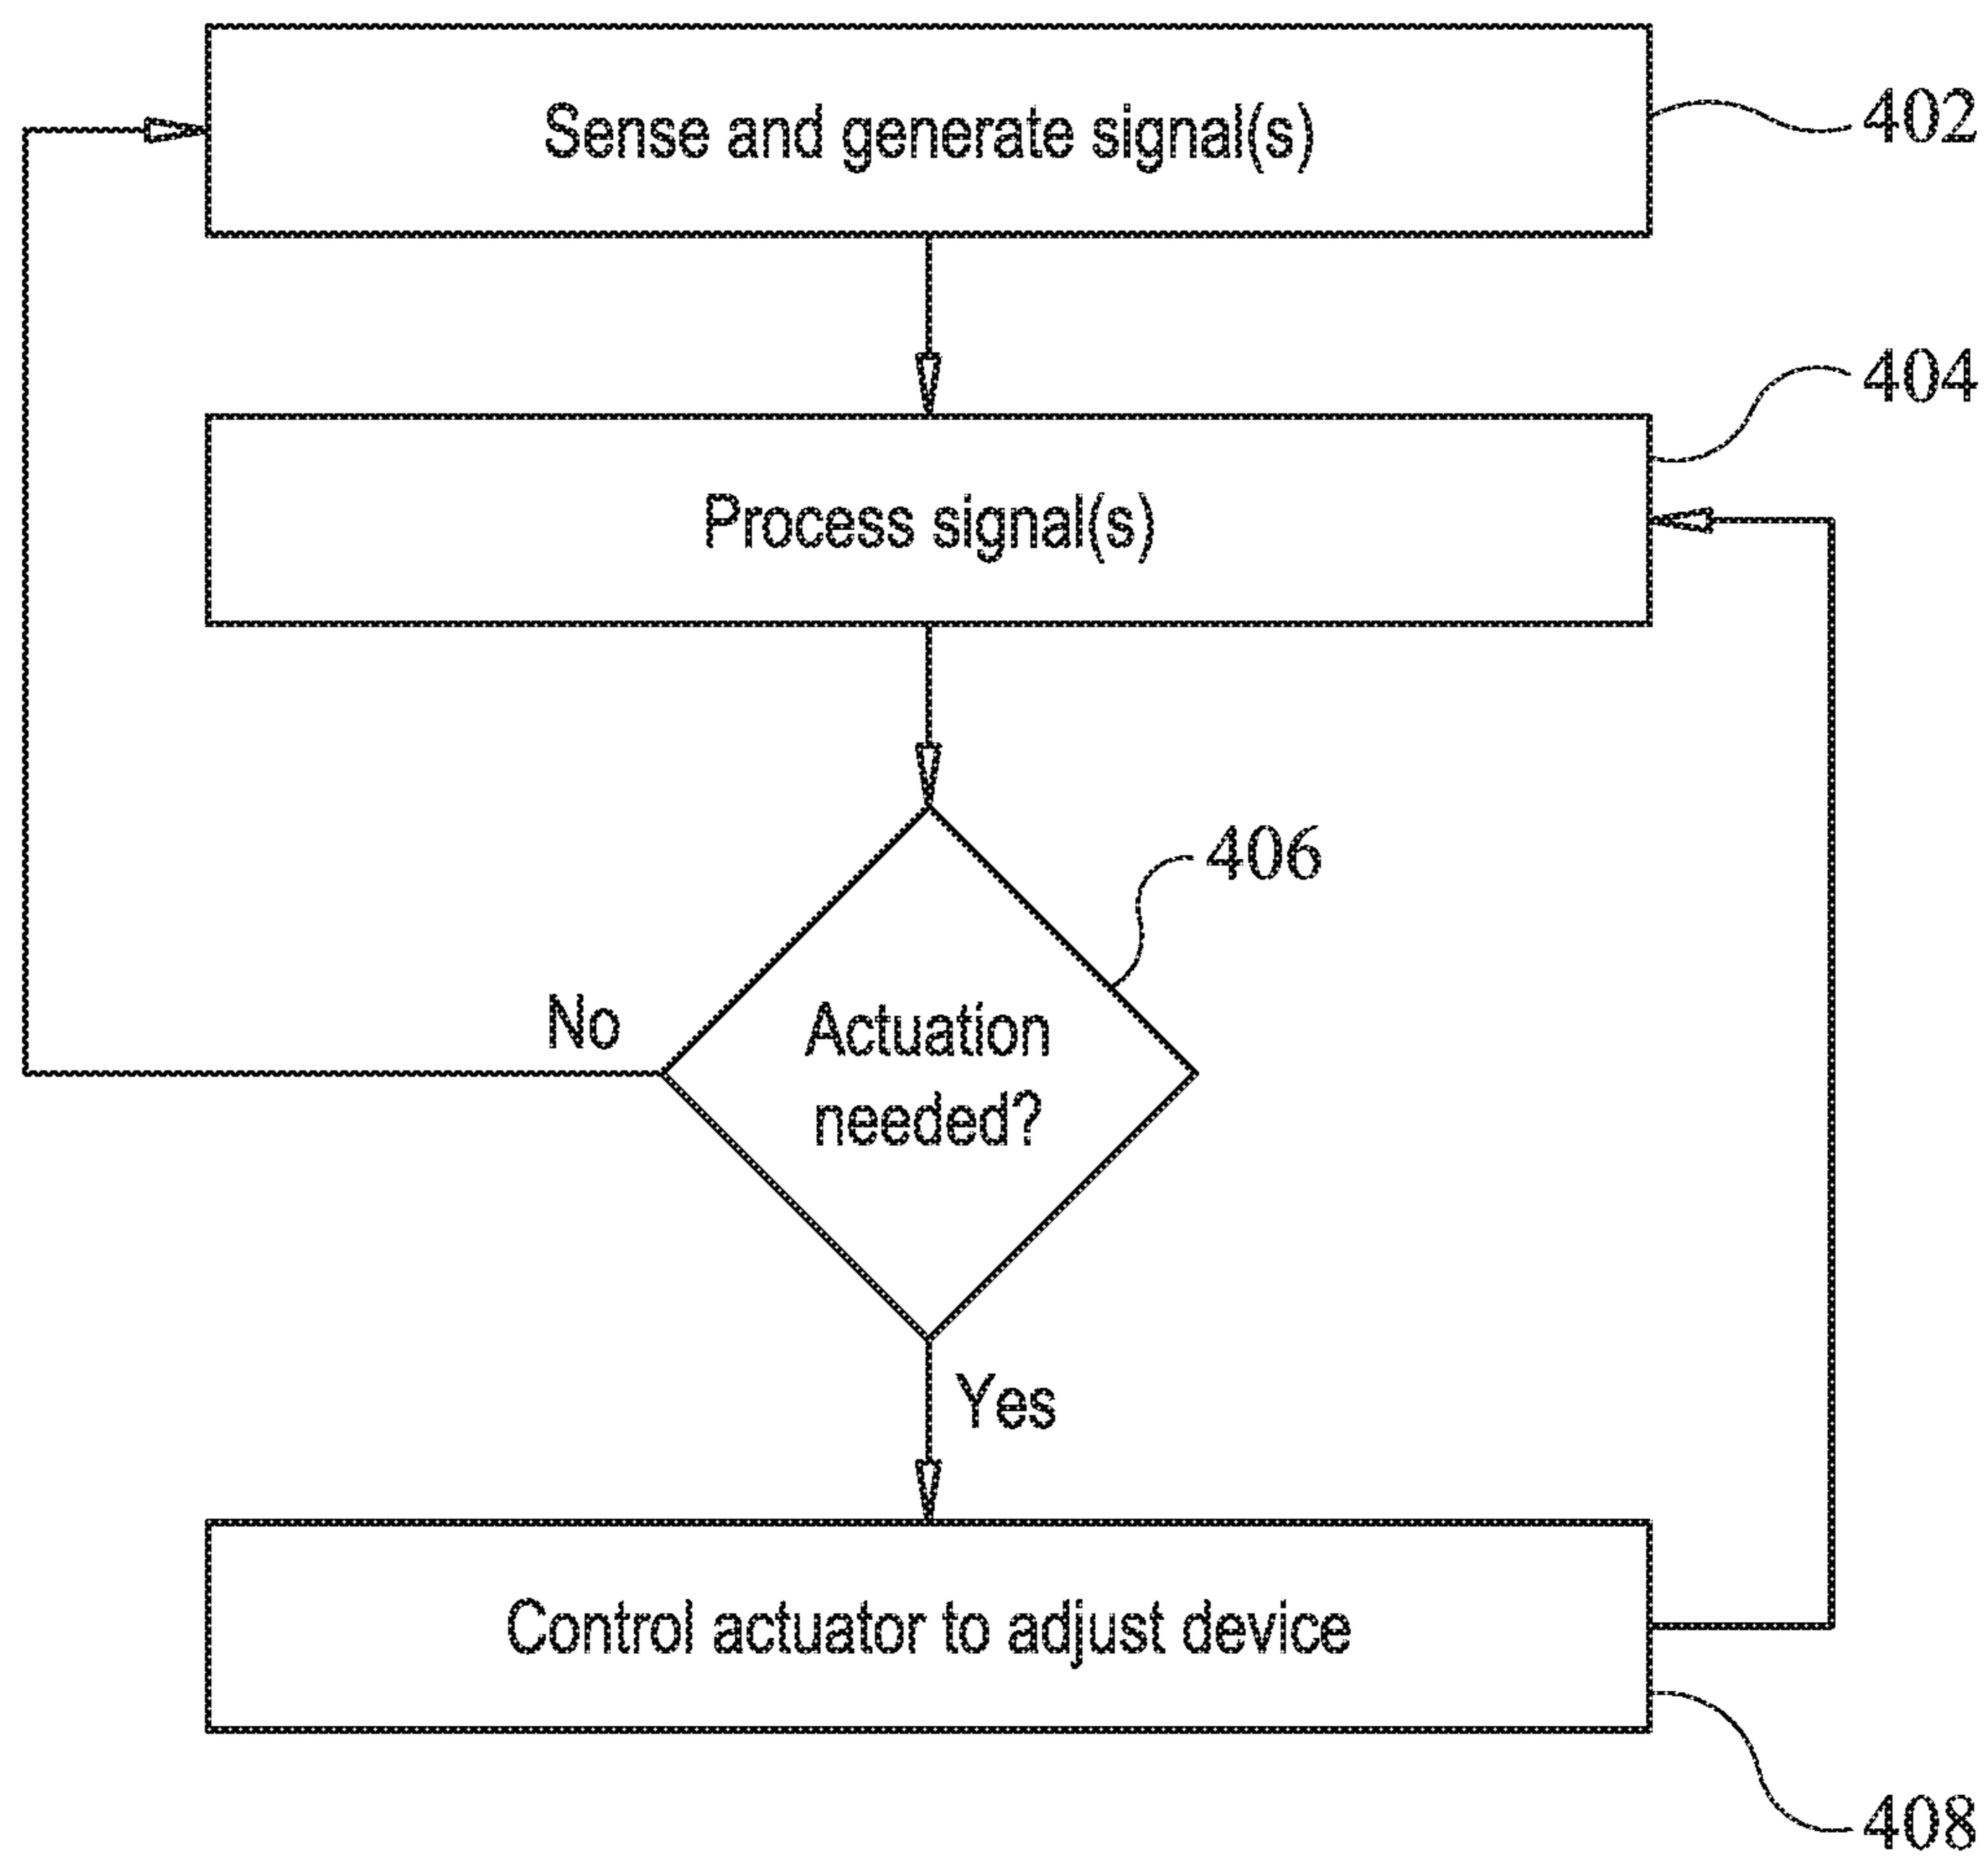 Sense and generate signal(s)
402
404
Process signal(s)
406
Actuation
needed?
No
Yes
Control actuator to adjust device
408